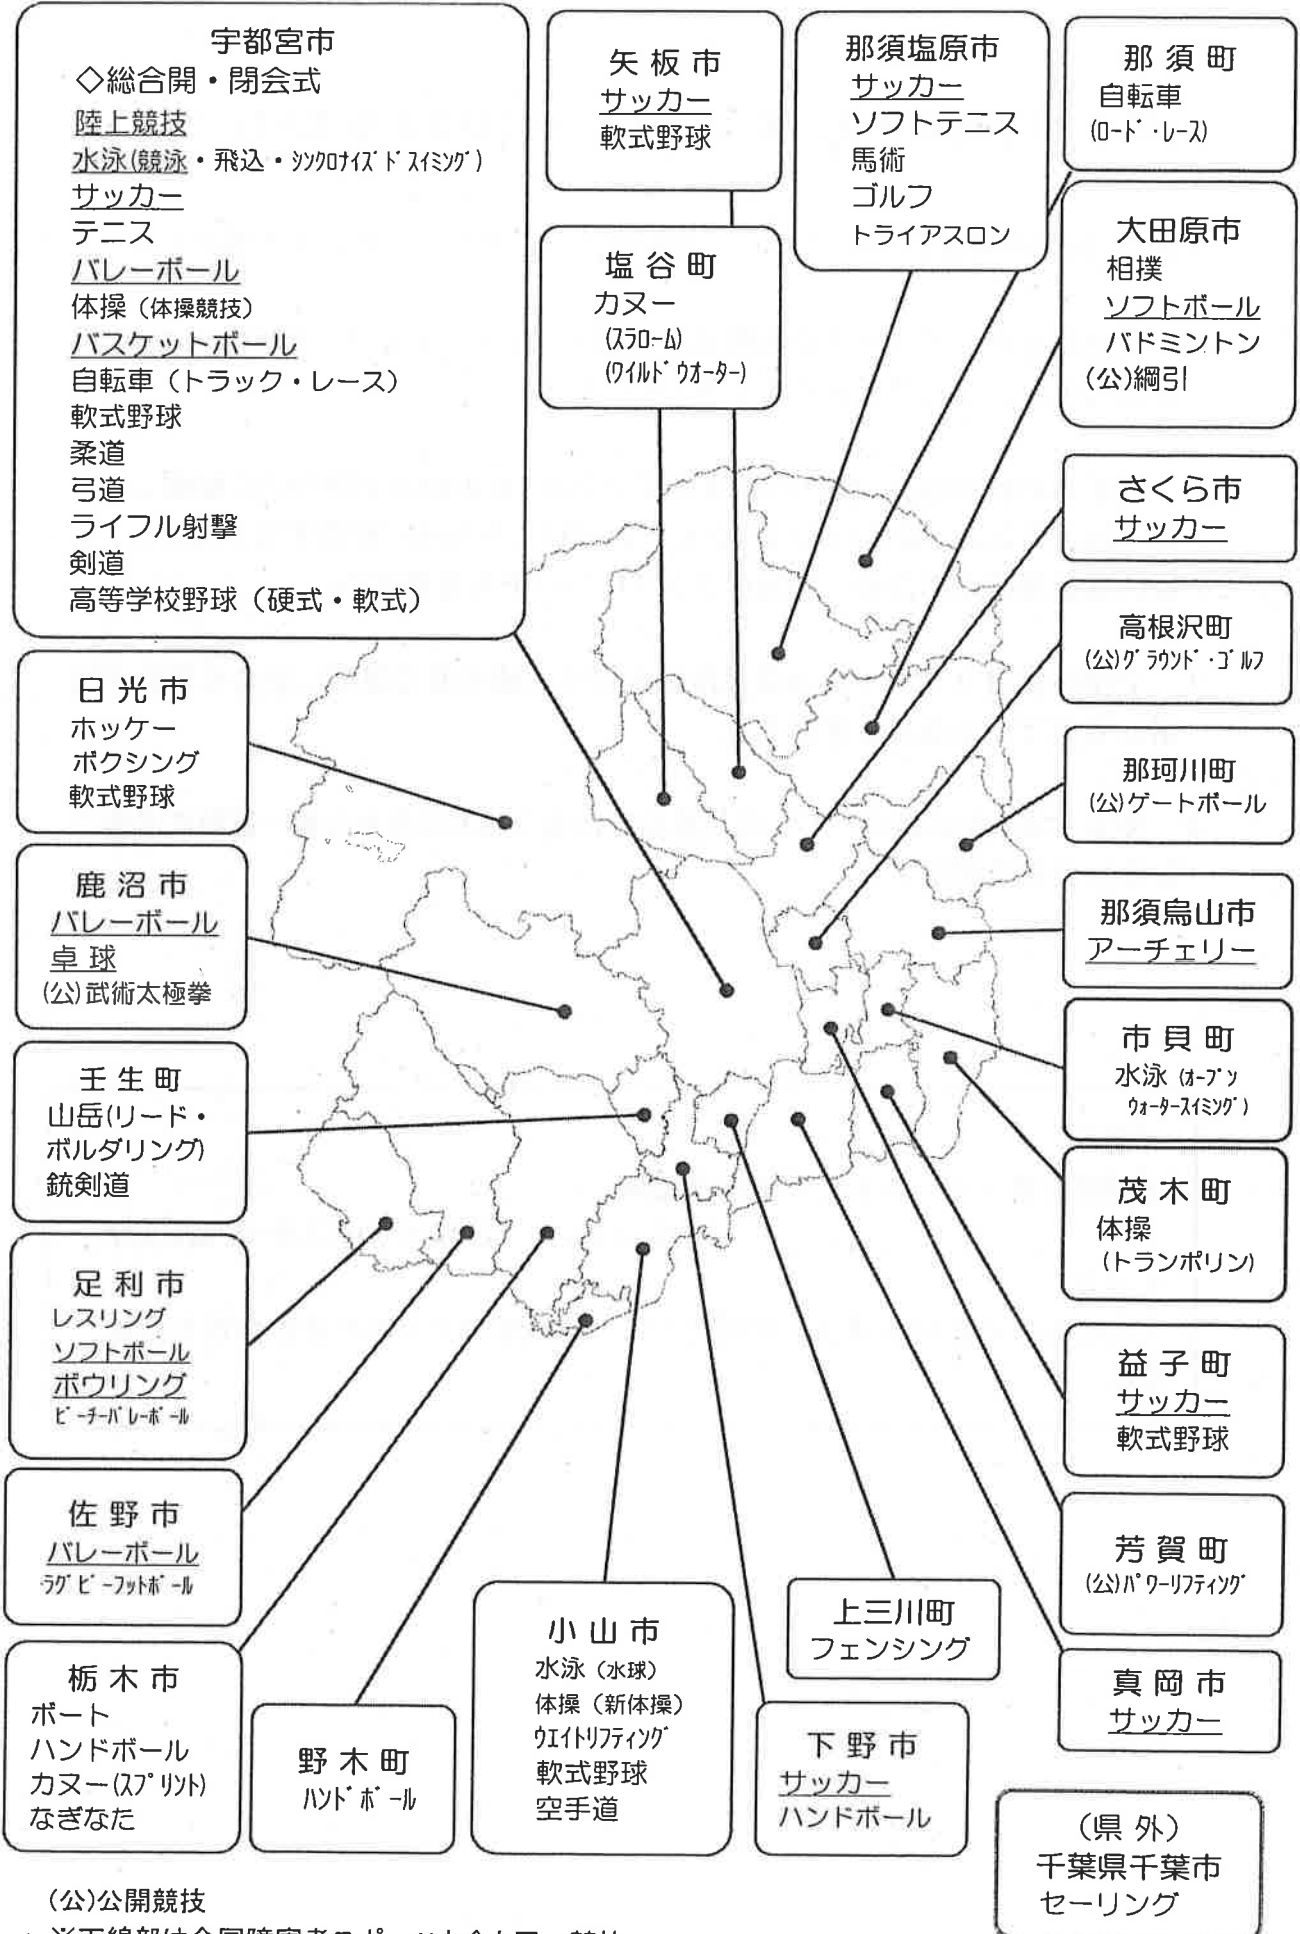 宇都宮市
◇総合開・閉会式
陸上競技
水泳(競泳・飛込・シンクロナイズドスイミング)
サッカー
テニス
バレーボール
体操（体操競技）
バスケットボール
自転車（トラック・レース）
軟式野球
柔道
弓道
ライフル射撃
剣道
高等学校野球（硬式・軟式）
矢板市
サッカー
軟式野球
那須塩原市
サッカー
ソフトテニス
馬術
ゴルフ
トライアスロン
那須町
自転車
(ロード・レース)
塩谷町
カヌー
(スラローム)
(ワイルドウオーター)
大田原市
相撲
ソフトボール
バドミントン
(公)綱引
さくら市
サッカー
高根沢町
(公)グラウンド・ゴルフ
那珂川町
(公)ゲートボール
那須烏山市
アーチェリー
市貝町
水泳（オープン
ウォータースイミング）
茂木町
体操
（トランポリン）
益子町
サッカー
軟式野球
芳賀町
(公)パワーリフティング
真岡市
サッカー
日光市
ホッケー
ボクシング
軟式野球
鹿沼市
バレーボール
卓球
(公)武術太極拳
壬生町
山岳(リード・
ボルダリング)
銃剣道
足利市
レスリング
ソフトボール
ボウリング
ビーチバレーボール
佐野市
バレーボール
ラグビーフットボール
栃木市
ボート
ハンドボール
カヌー(スプリント)
なぎなた
野木町
ハンドボール
小山市
水泳（水球）
体操（新体操）
ウエイトリフティング
軟式野球
空手道
上三川町
フェンシング
下野市
サッカー
ハンドボール
（県外）
千葉県千葉市
セーリング
(公)公開競技